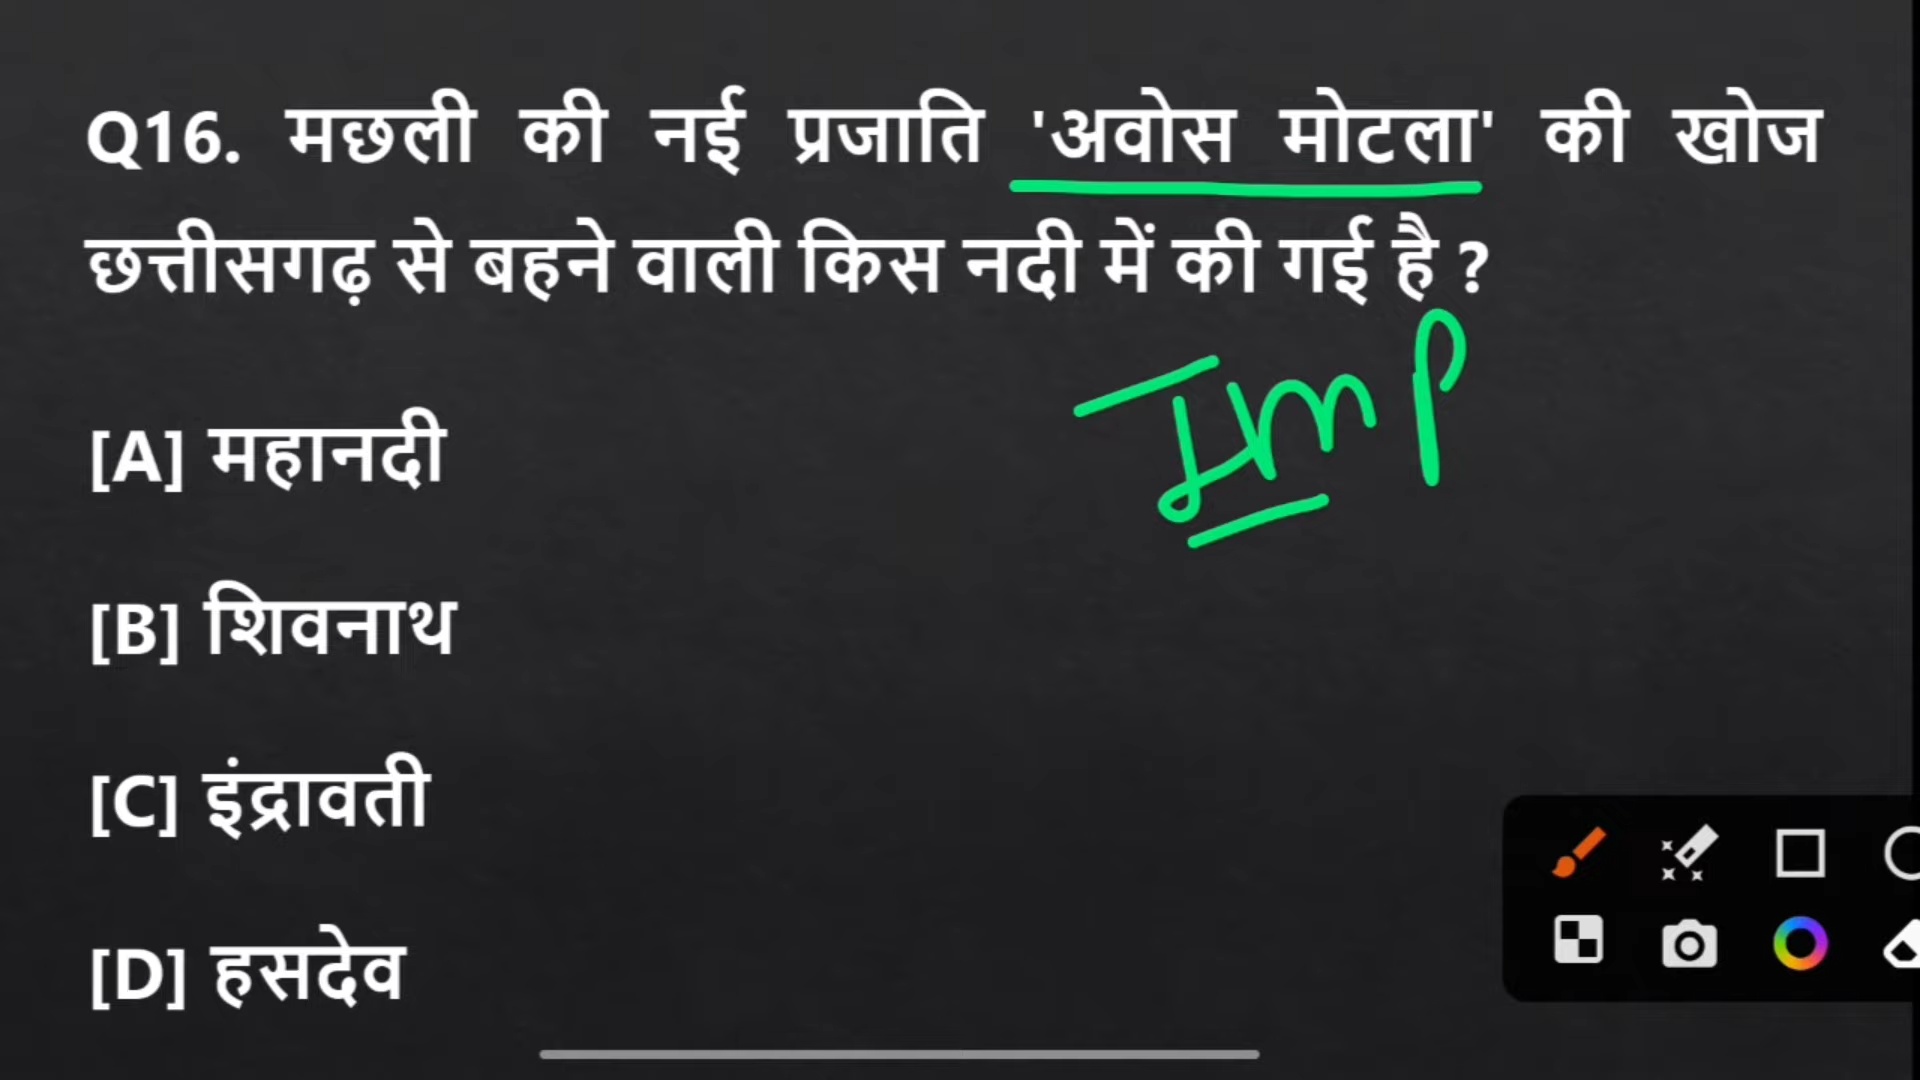 Q16. मछली की नई प्रजाति 'अवोस मोटला' की खोज
छत्तीसगढ़ से बहने वाली किस नदी में की गई है ?
Imp
[A] महानदी
[B] शिवनाथ
[C] इंद्रावती
[D] हसदेव